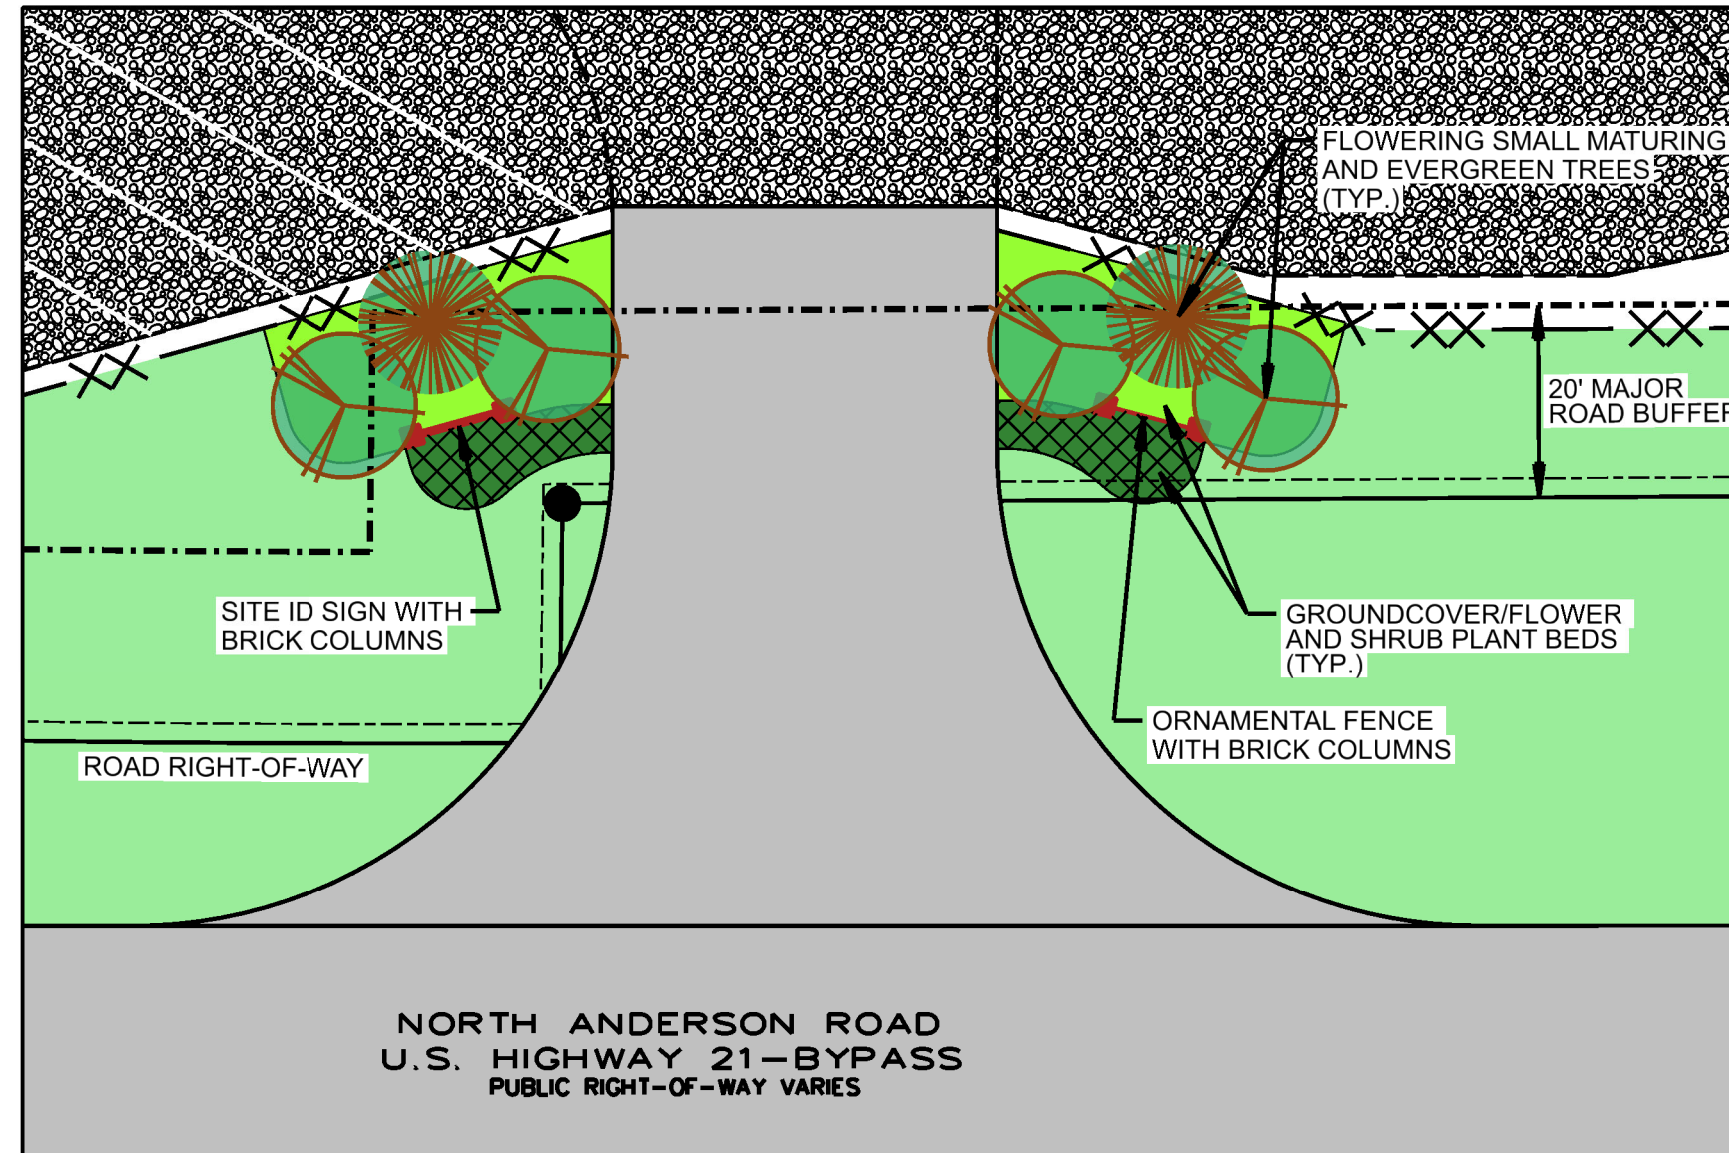 FLOWERING SMALL MATURING
AND EVERGREEN TREES
(TYP.)
20' MAJOR
ROAD BUFFER
SITE ID SIGN WITH
BRICK COLUMNS
GROUNDCOVER/FLOWER
AND SHRUB PLANT BEDS
(TYP.)
ORNAMENTAL FENCE
WITH BRICK COLUMNS
ROAD RIGHT-OF-WAY
NORTH ANDERSON ROAD
U.S. HIGHWAY 21-BYPASS
PUBLIC RIGHT-OF-WAY VARIES